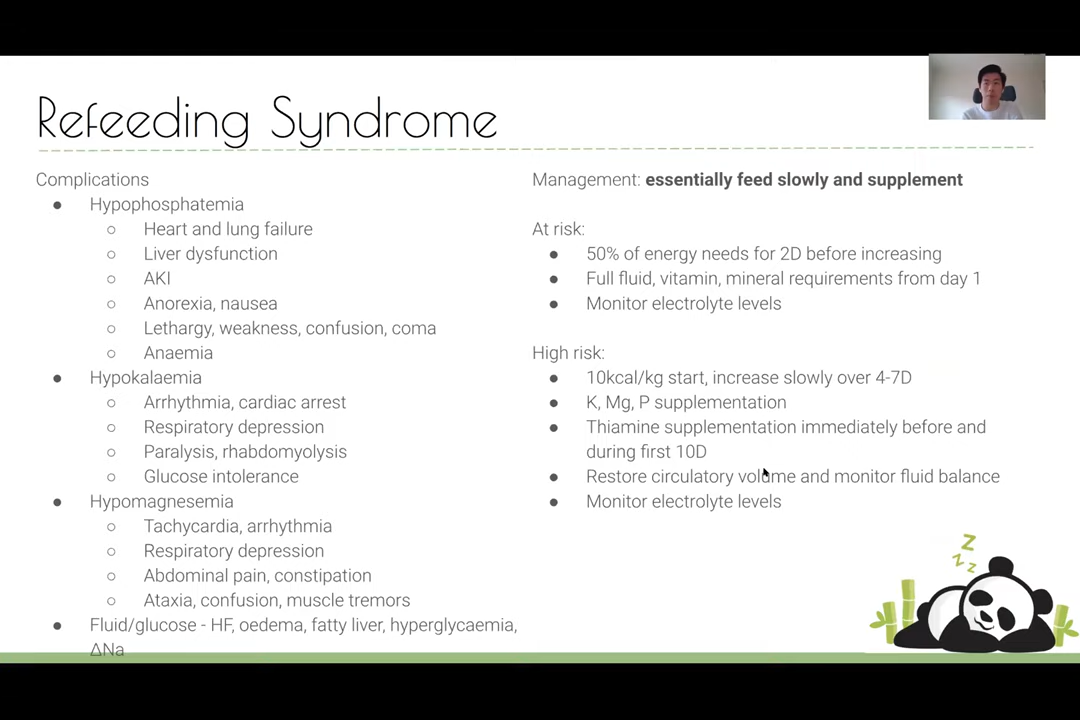 Refeeding Syndrome
Complications
● Hypophosphatemia
○ Heart and lung failure
○ Liver dysfunction
○ AKI
○ Anorexia, nausea
○ Lethargy, weakness, confusion, coma
○ Anaemia
● Hypokalaemia
○ Arrhythmia, cardiac arrest
○ Respiratory depression
○ Paralysis, rhabdomyolysis
○ Glucose intolerance
● Hypomagnesemia
○ Tachycardia, arrhythmia
○ Respiratory depression
○ Abdominal pain, constipation
○ Ataxia, confusion, muscle tremors
● Fluid/glucose - HF, oedema, fatty liver, hyperglycaemia,
ΔNa
Management: essentially feed slowly and supplement
At risk:
● 50% of energy needs for 2D before increasing
● Full fluid, vitamin, mineral requirements from day 1
● Monitor electrolyte levels
High risk:
● 10kcal/kg start, increase slowly over 4-7D
● K, Mg, P supplementation
● Thiamine supplementation immediately before and
during first 10D
● Restore circulatory volume and monitor fluid balance
● Monitor electrolyte levels
Z
Z
Z